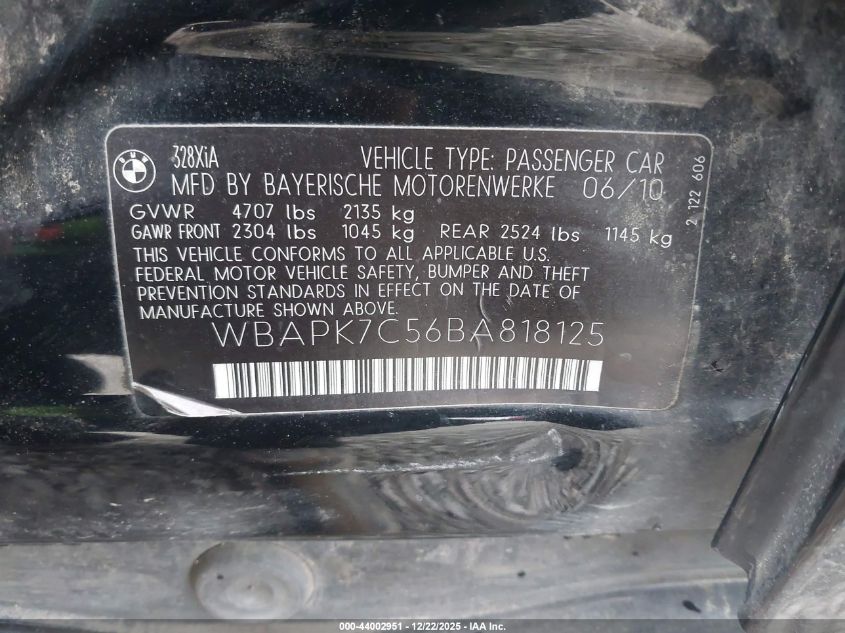 BMW
328XiA VEHICLE TYPE: PASSENGER CAR
MFD BY BAYERISCHE MOTORENWERKE 06/10
GVWR 4707 lbs 2135 kg
GAWR FRONT 2304 lbs 1045 kg REAR 2524 lbs 1145 kg
THIS VEHICLE CONFORMS TO ALL APPLICABLE U.S.
FEDERAL MOTOR VEHICLE SAFETY, BUMPER AND THEFT
PREVENTION STANDARDS IN EFFECT ON THE DATE OF
MANUFACTURE SHOWN ABOVE.
WBAPK7C56BA818125
2 122 606
000-44002951 - 12/22/2025 - IAA Inc.